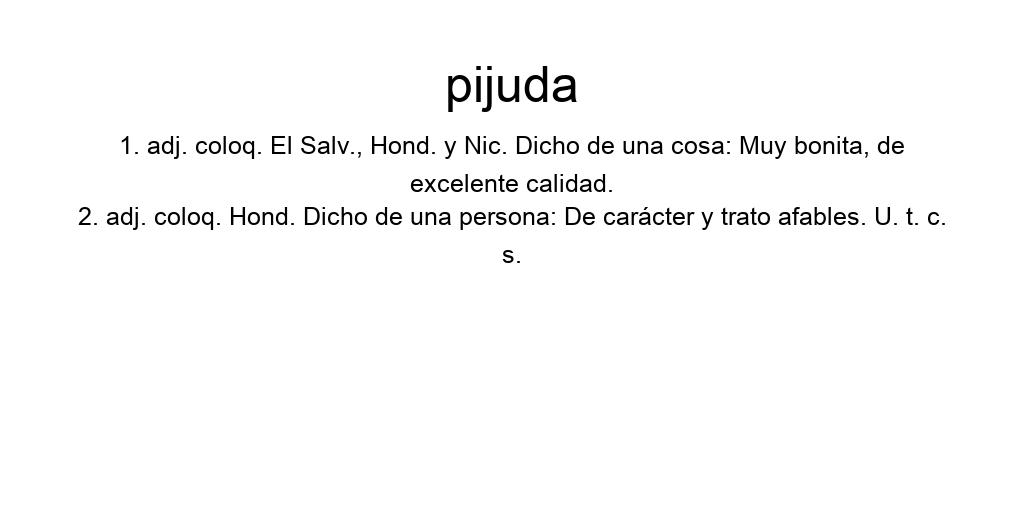 pijuda
1. adj. coloq. El Salv., Hond. y Nic. Dicho de una cosa: Muy bonita, de
excelente calidad.
2. adj. coloq. Hond. Dicho de una persona: De carácter y trato afables. U. t. c.
s.